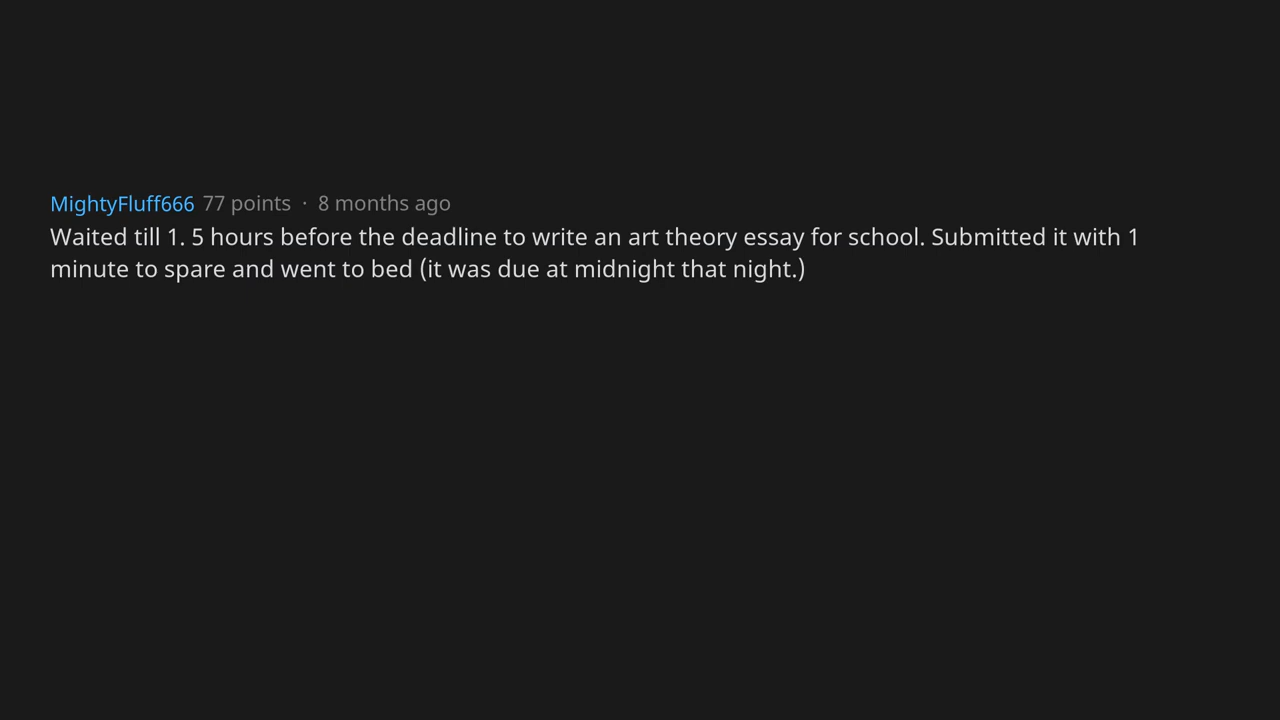 MightyFluff666 77 points · 8 months ago
Waited till 1. 5 hours before the deadline to write an art theory essay for school. Submitted it with 1
minute to spare and went to bed (it was due at midnight that night.)